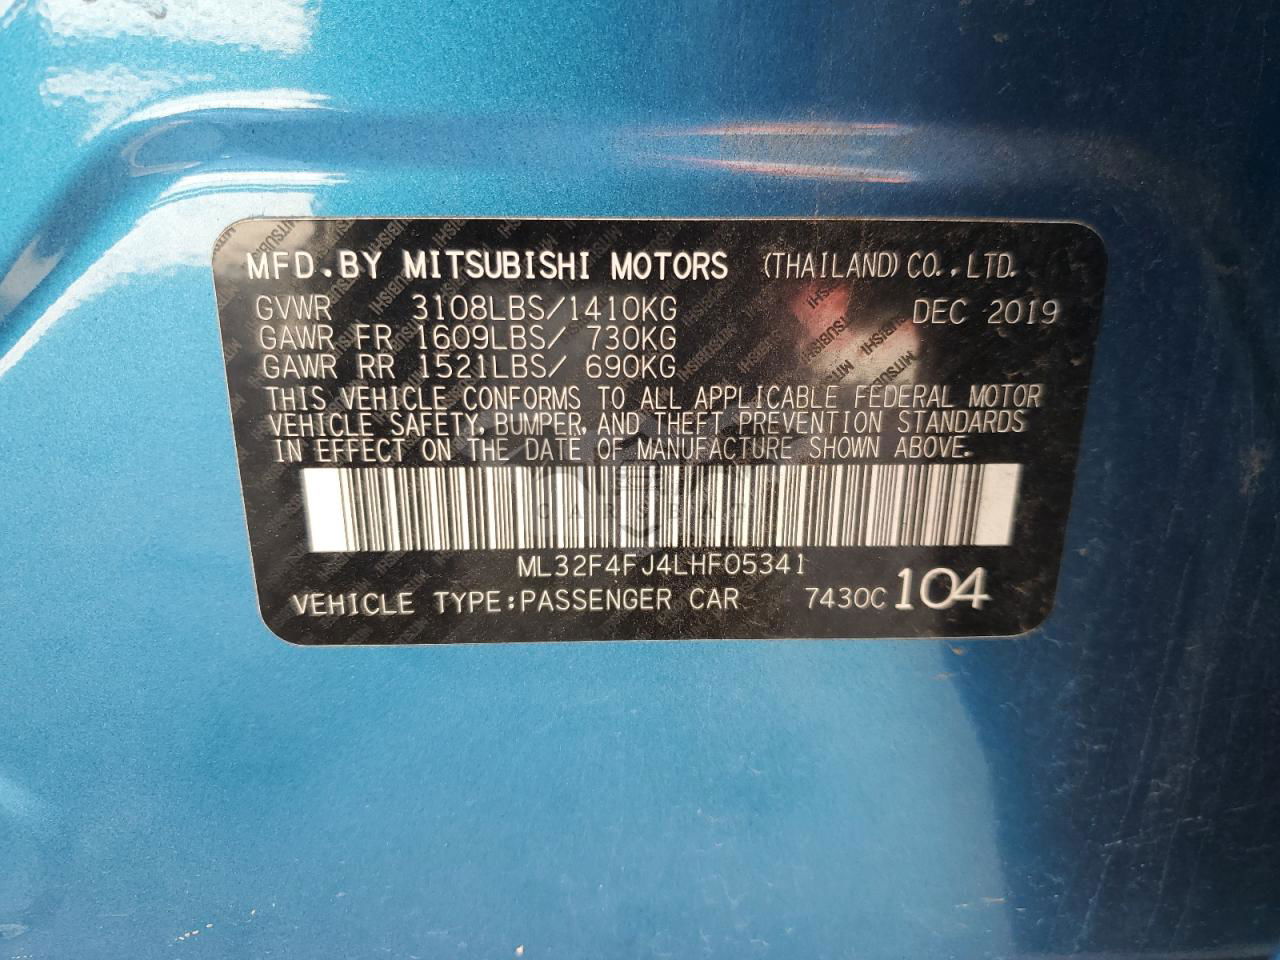 MFD.BY MITSUBISHI MOTORS (THAILAND) CO.,LTD.
GVWR 3108LBS/1410KG DEC 2019
GAWR FR 1609LBS/ 730KG
GAWR RR 1521LBS/ 690KG
THIS VEHICLE CONFORMS TO ALL APPLICABLE FEDERAL MOTOR
VEHICLE SAFETY, BUMPER, AND THEFT PREVENTION STANDARDS
IN EFFECT ON THE DATE OF MANUFACTURE SHOWN ABOVE.
ML32F4FJ4LHF05341
VEHICLE TYPE:PASSENGER CAR 7430C 104